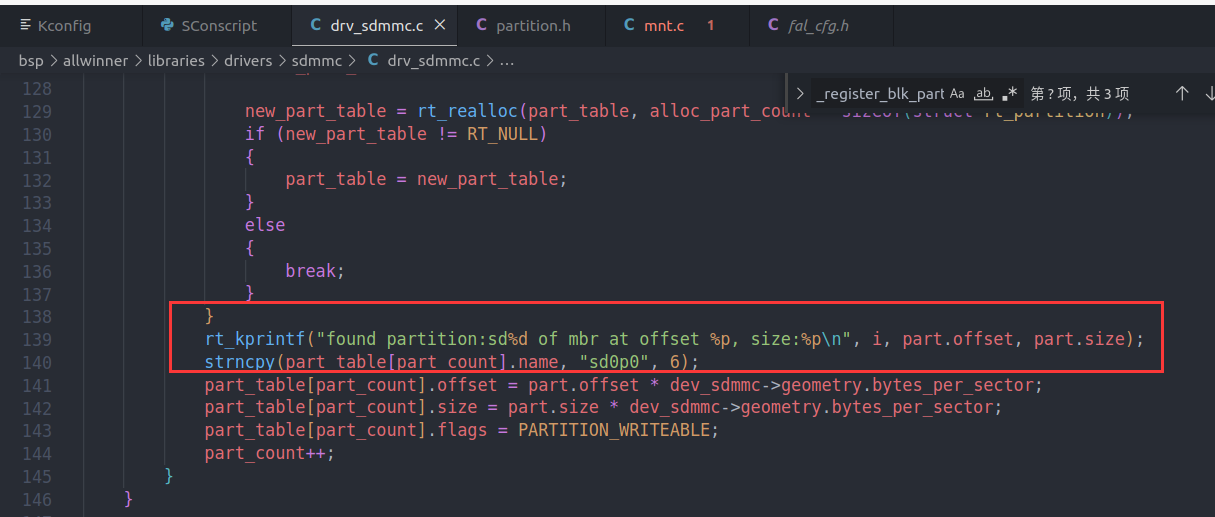 Kconfig SConscript drv_sdmmc.c partition.h mnt.c 1 fal_cfg.h
bsp > allwinner > libraries > drivers > sdmmc > C drv_sdmmc.c > ...
_register_blk_part Aa ab .* 第 ? 项，共 3 项
128
129 new_part_table = rt_realloc(part_table, alloc_part_count
130 if (new_part_table != RT_NULL)
131 {
132 part_table = new_part_table;
133 }
134 else
135 {
136 break;
137 }
138 }
139 rt_kprintf("found partition:sd%d of mbr at offset %p, size:%p\n", i, part.offset, part.size);
140 strncpy(part_table[part_count].name, "sd0p0", 6);
141 part_table[part_count].offset = part.offset * dev_sdmmc->geometry.bytes_per_sector;
142 part_table[part_count].size = part.size * dev_sdmmc->geometry.bytes_per_sector;
143 part_table[part_count].flags = PARTITION_WRITEABLE;
144 part_count++;
145 }
146 }